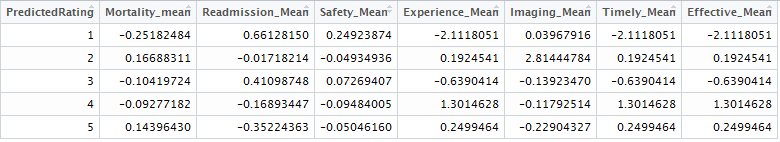 PredictedRating Mortality_mean Readmission_Mean Safety_Mean Experience_Mean Imaging_Mean Timely_Mean Effective_Mean
1 -0.25182484 0.66128150 0.24923874 -2.1118051 0.03967916 -2.1118051 -2.1118051
2 0.16688311 -0.01718214 -0.04934936 0.1924541 2.81444784 0.1924541 0.1924541
3 -0.10419724 0.41098748 0.07269407 -0.6390414 -0.13923470 -0.6390414 -0.6390414
4 -0.09277182 -0.16893447 -0.09484005 1.3014628 -0.11792514 1.3014628 1.3014628
5 0.14396430 -0.35224363 -0.05046160 0.2499464 -0.22904327 0.2499464 0.2499464